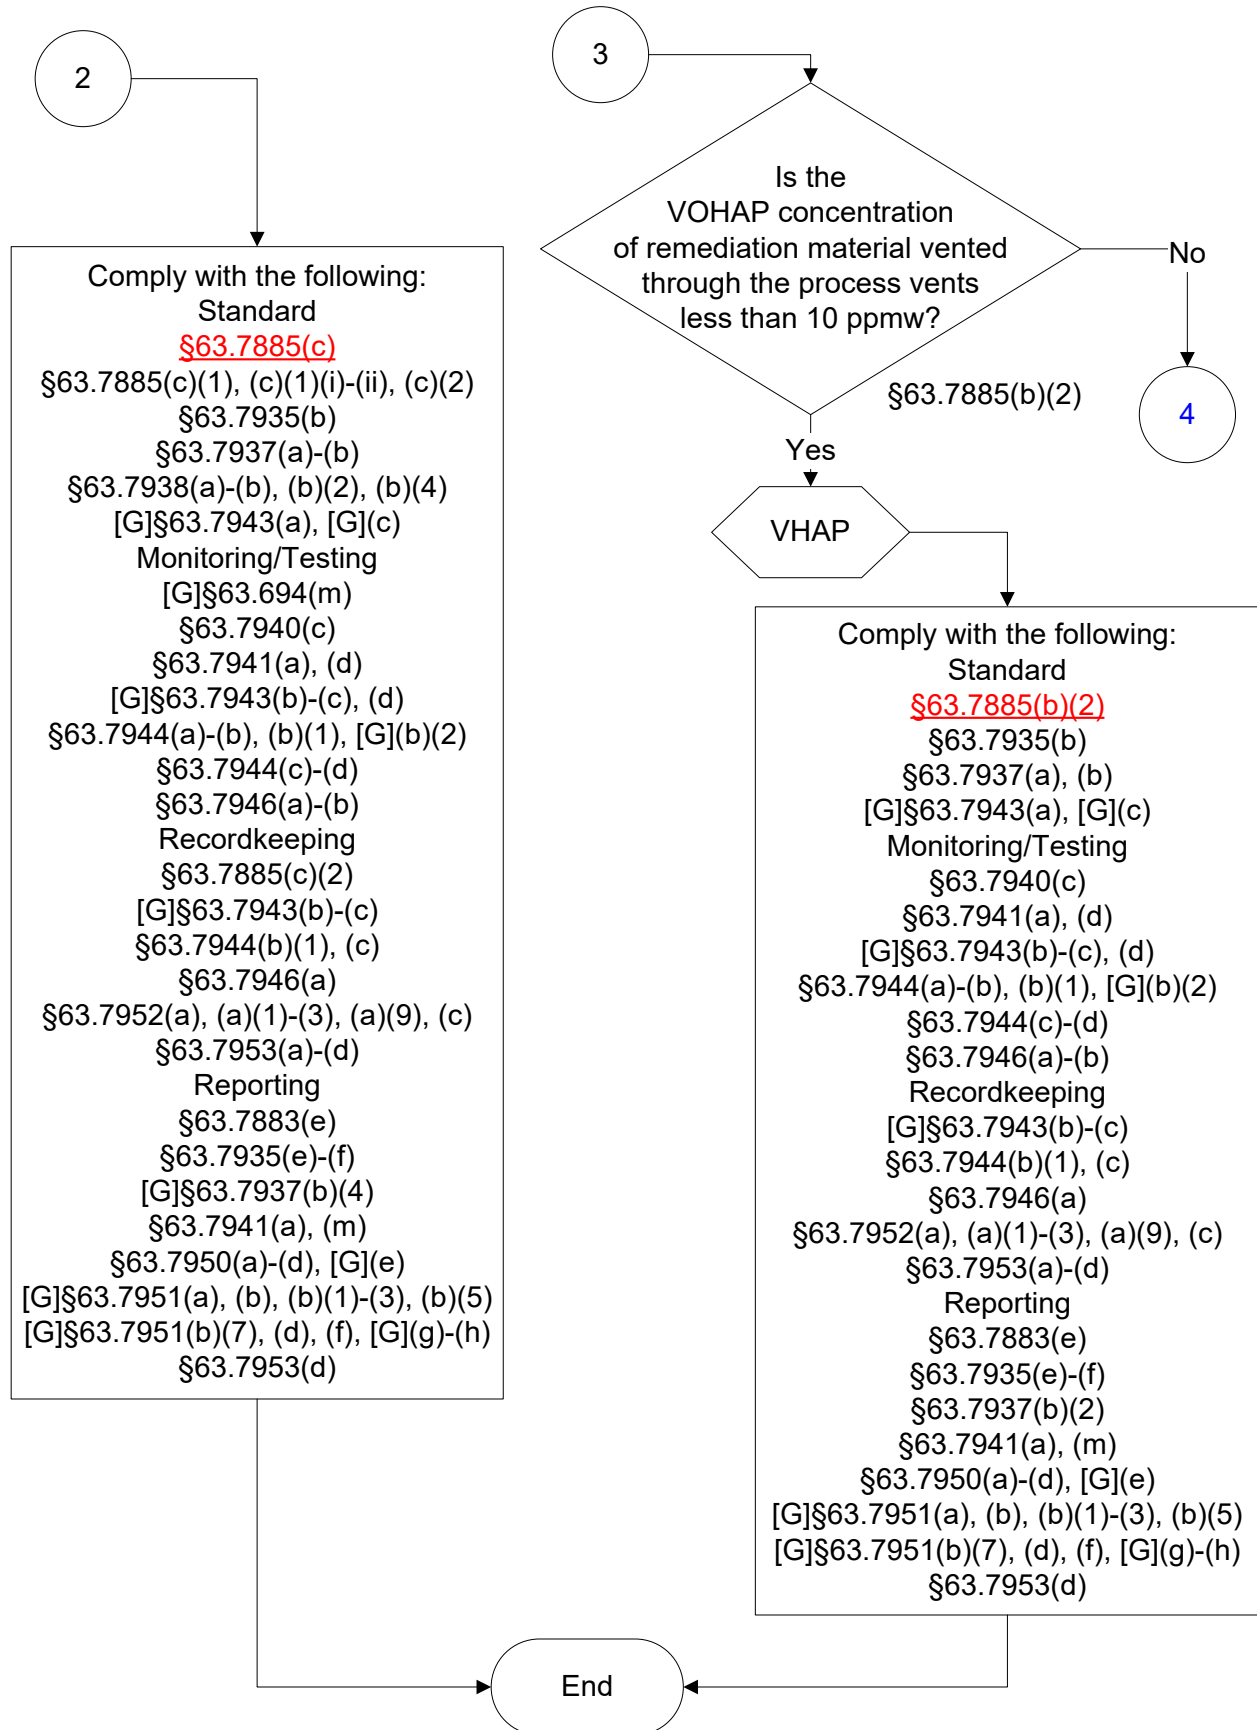 2
Comply with the following:
Standard
§63.7885(c)
§63.7885(c)(1), (c)(1)(i)-(ii), (c)(2)
§63.7935(b)
§63.7937(a)-(b)
§63.7938(a)-(b), (b)(2), (b)(4)
[G]§63.7943(a), [G](c)
Monitoring/Testing
[G]§63.694(m)
§63.7940(c)
§63.7941(a), (d)
[G]§63.7943(b)-(c), (d)
§63.7944(a)-(b), (b)(1), [G](b)(2)
§63.7944(c)-(d)
§63.7946(a)-(b)
Recordkeeping
§63.7885(c)(2)
[G]§63.7943(b)-(c)
§63.7944(b)(1), (c)
§63.7946(a)
§63.7952(a), (a)(1)-(3), (a)(9), (c)
§63.7953(a)-(d)
Reporting
§63.7883(e)
§63.7935(e)-(f)
[G]§63.7937(b)(4)
§63.7941(a), (m)
§63.7950(a)-(d), [G](e)
[G]§63.7951(a), (b), (b)(1)-(3), (b)(5)
[G]§63.7951(b)(7), (d), (f), [G](g)-(h)
§63.7953(d)
3
Is the
VOHAP concentration
of remediation material vented
through the process vents
less than 10 ppmw?
No
§63.7885(b)(2)
4
Yes
VHAP
Comply with the following:
Standard
§63.7885(b)(2)
§63.7935(b)
§63.7937(a), (b)
[G]§63.7943(a), [G](c)
Monitoring/Testing
§63.7940(c)
§63.7941(a), (d)
[G]§63.7943(b)-(c), (d)
§63.7944(a)-(b), (b)(1), [G](b)(2)
§63.7944(c)-(d)
§63.7946(a)-(b)
Recordkeeping
[G]§63.7943(b)-(c)
§63.7944(b)(1), (c)
§63.7946(a)
§63.7952(a), (a)(1)-(3), (a)(9), (c)
§63.7953(a)-(d)
Reporting
§63.7883(e)
§63.7935(e)-(f)
§63.7937(b)(2)
§63.7941(a), (m)
§63.7950(a)-(d), [G](e)
[G]§63.7951(a), (b), (b)(1)-(3), (b)(5)
[G]§63.7951(b)(7), (d), (f), [G](g)-(h)
§63.7953(d)
End